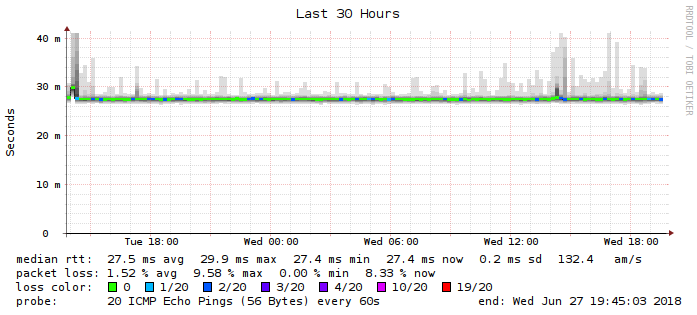 Last 30 Hours
RRDTOOL / TOBI OETIKER
Seconds
40 m
30 m
20 m
10 m
0
Tue 18:00 Wed 00:00 Wed 06:00 Wed 12:00 Wed 18:00
median rtt: 27.5 ms avg 29.9 ms max 27.4 ms min 27.4 ms now 0.2 ms sd 132.4 am/s
packet loss: 1.52 % avg 9.58 % max 0.00 % min 8.33 % now
loss color: 0 1/20 2/20 3/20 4/20 10/20 19/20
probe: 20 ICMP Echo Pings (56 Bytes) every 60s end: Wed Jun 27 19:45:03 2018